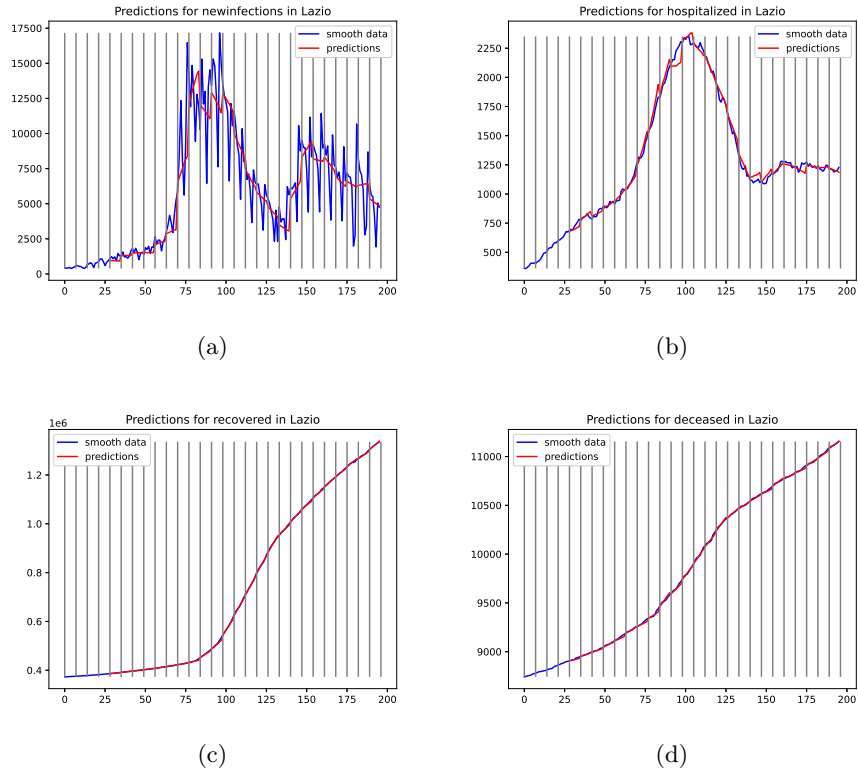 Predictions for newinfections in Lazio
17500
15000
12500
10000
7500
5000
2500
0
smooth data
predictions
0 25 50 75 100 125 150 175 200
(a)
Predictions for hospitalized in Lazio
2250
2000
1750
1500
1250
1000
750
500
smooth data
predictions
0 25 50 75 100 125 150 175 200
(b)
Predictions for recovered in Lazio
1e6
1.2
1.0
0.8
0.6
0.4
smooth data
predictions
0 25 50 75 100 125 150 175 200
(c)
Predictions for deceased in Lazio
11000
10500
10000
9500
9000
smooth data
predictions
0 25 50 75 100 125 150 175 200
(d)